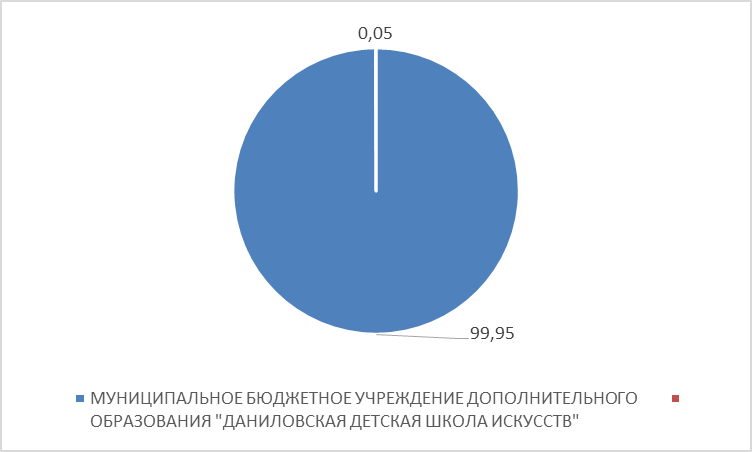 0,05
99,95
МУНИЦИПАЛЬНОЕ БЮДЖЕТНОЕ УЧРЕЖДЕНИЕ ДОПОЛНИТЕЛЬНОГО
ОБРАЗОВАНИЯ "ДАНИЛОВСКАЯ ДЕТСКАЯ ШКОЛА ИСКУССТВ"